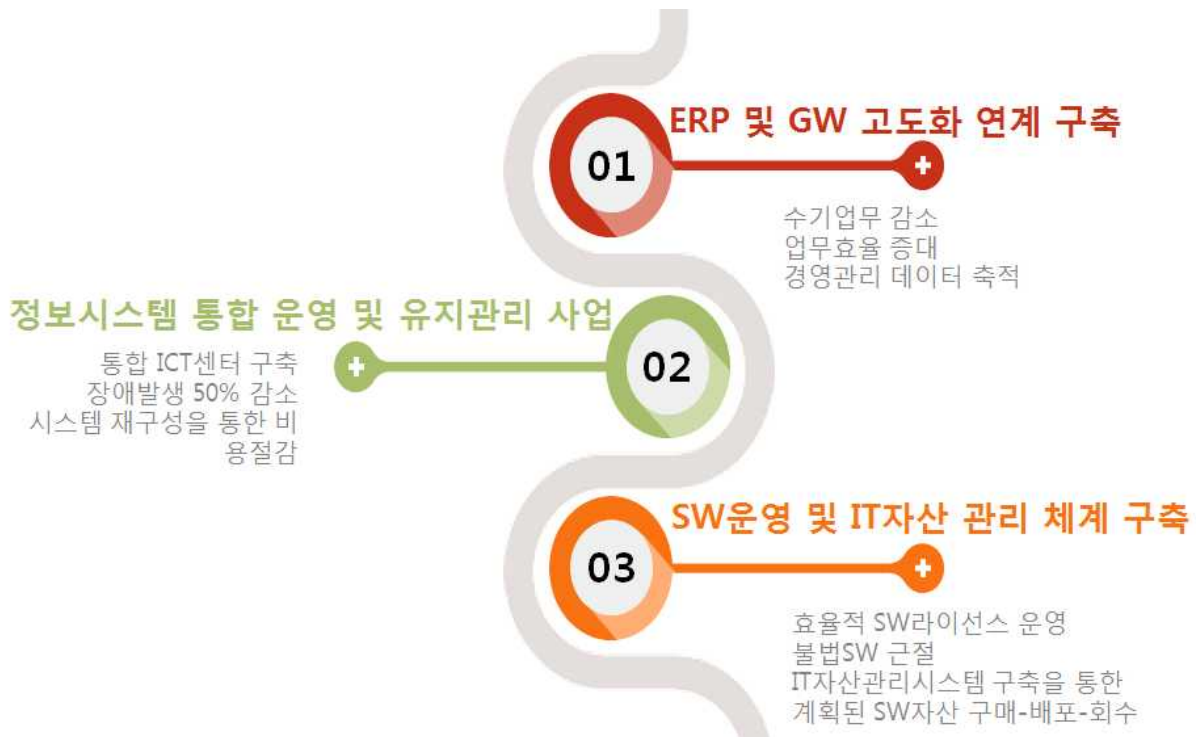 ERP 및 GW 고도화 연계 구축
01
수기업무 감소
업무효율 증대
경영관리 데이터 축적
정보시스템 통합 운영 및 유지관리 사업
02
통합 ICT센터 구축
장애발생 50% 감소
시스템 재구성을 통한 비
용절감
SW운영 및 IT자산 관리 체계 구축
03
효율적 SW라이선스 운영
불법SW 근절
IT자산관리시스템 구축을 통한
계획된 SW자산 구매-배포-회수